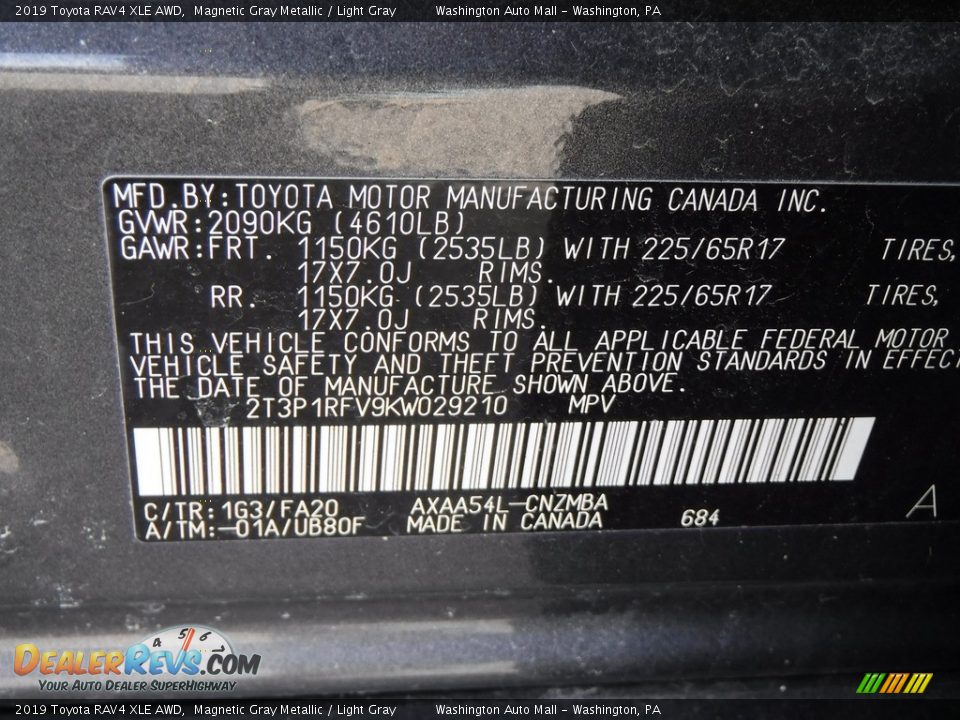 2019 Toyota RAV4 XLE AWD, Magnetic Gray Metallic / Light Gray Washington Auto Mall - Washington, PA
MFD.BY:TOYOTA MOTOR MANUFACTURING CANADA INC.
GVWR:2090KG (4610LB)
GAWR:FRT. 1150KG (2535LB) WITH 225/65R17 TIRES,
17X7.0J RIMS.
RR. 1150KG (2535LB) WITH 225/65R17 TIRES,
17X7.0J RIMS.
THIS VEHICLE CONFORMS TO ALL APPLICABLE FEDERAL MOTOR
VEHICLE SAFETY AND THEFT PREVENTION STANDARDS IN EFFECT
THE DATE OF MANUFACTURE SHOWN ABOVE.
2T3P1RFV9KW029210 MPV
C/TR:1G3/FA20 AXAA54L-CNZMBA
A/TM:-01A/UB80F MADE IN CANADA 684 A
4 5 6
DealerRevs.com
Your Auto Dealer SuperHighway
2019 Toyota RAV4 XLE AWD, Magnetic Gray Metallic / Light Gray Washington Auto Mall - Washington, PA